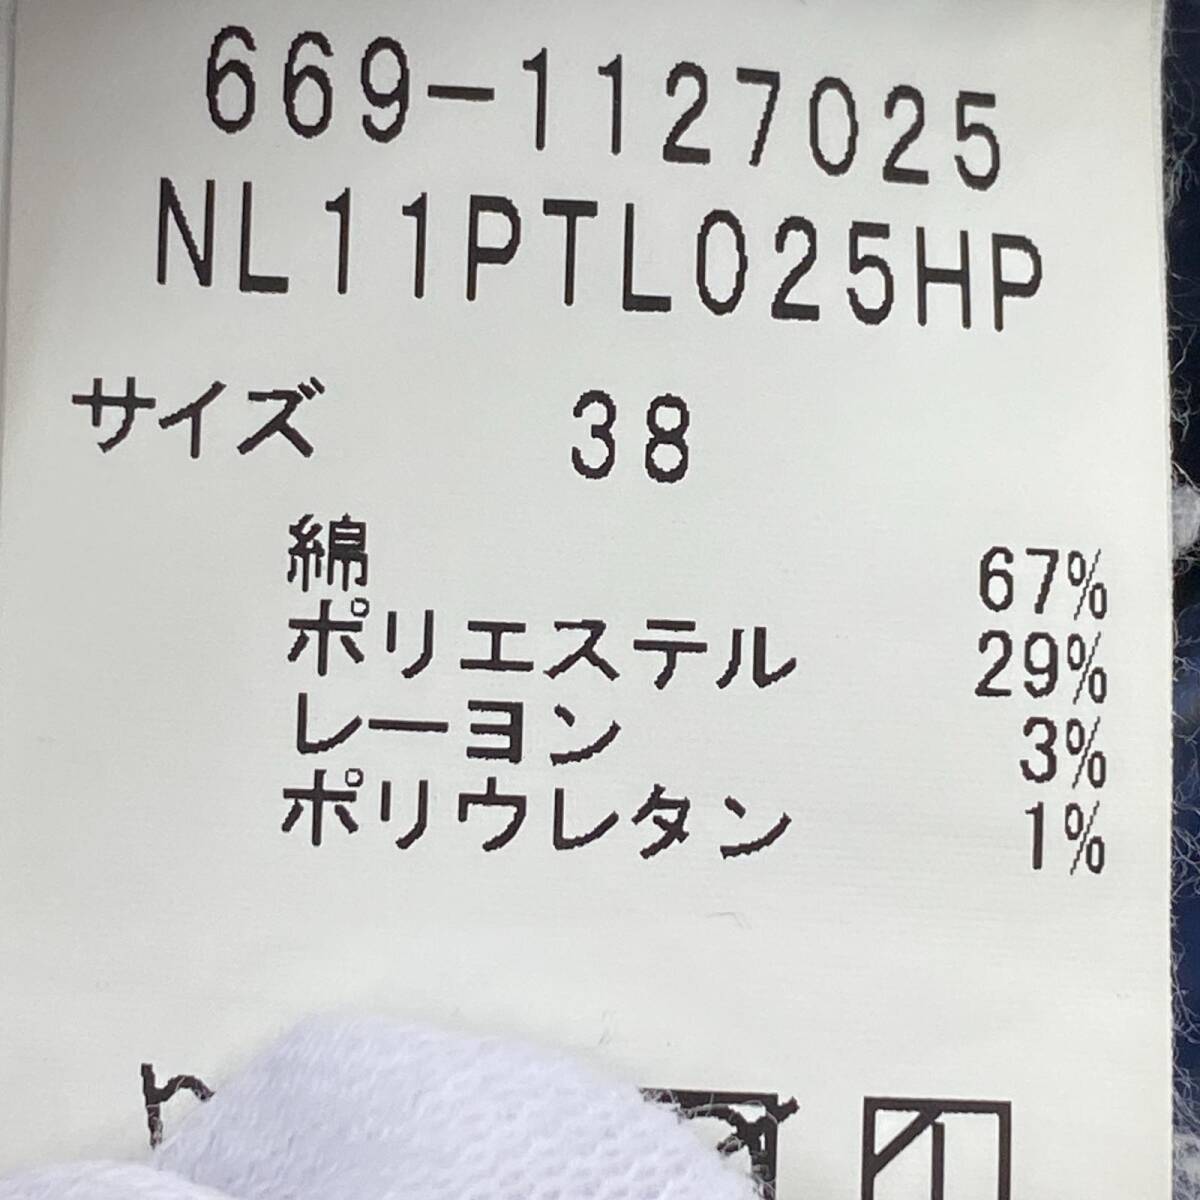 669-1127025
NL11PTL025HP
サイズ 38
綿 67%
ポリエステル 29%
レーヨン 3%
ポリウレタン 1%